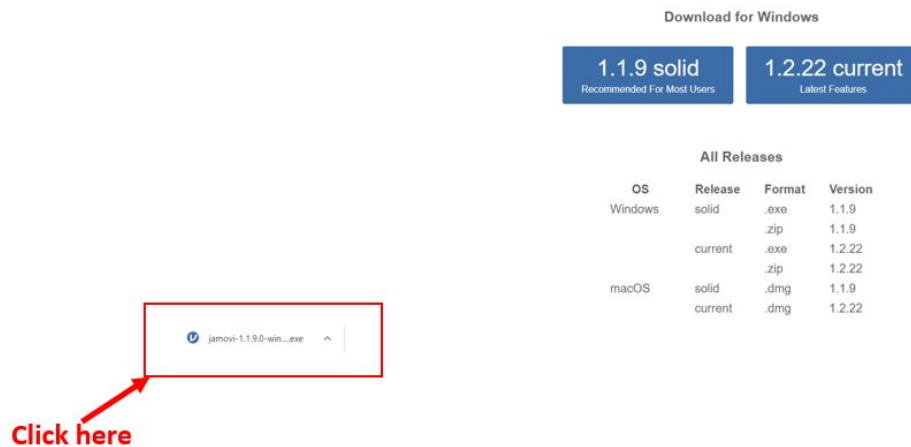 Download for Windows
1.1.9 solid
Recommended For Most Users
1.2.22 current
Latest Features
All Releases
OS Release Format Version
Windows solid .exe 1.1.9
.zip 1.1.9
current .exe 1.2.22
.zip 1.2.22
macOS solid .dmg 1.1.9
current .dmg 1.2.22
jamovi-1.1.9.0-win....exe
Click here